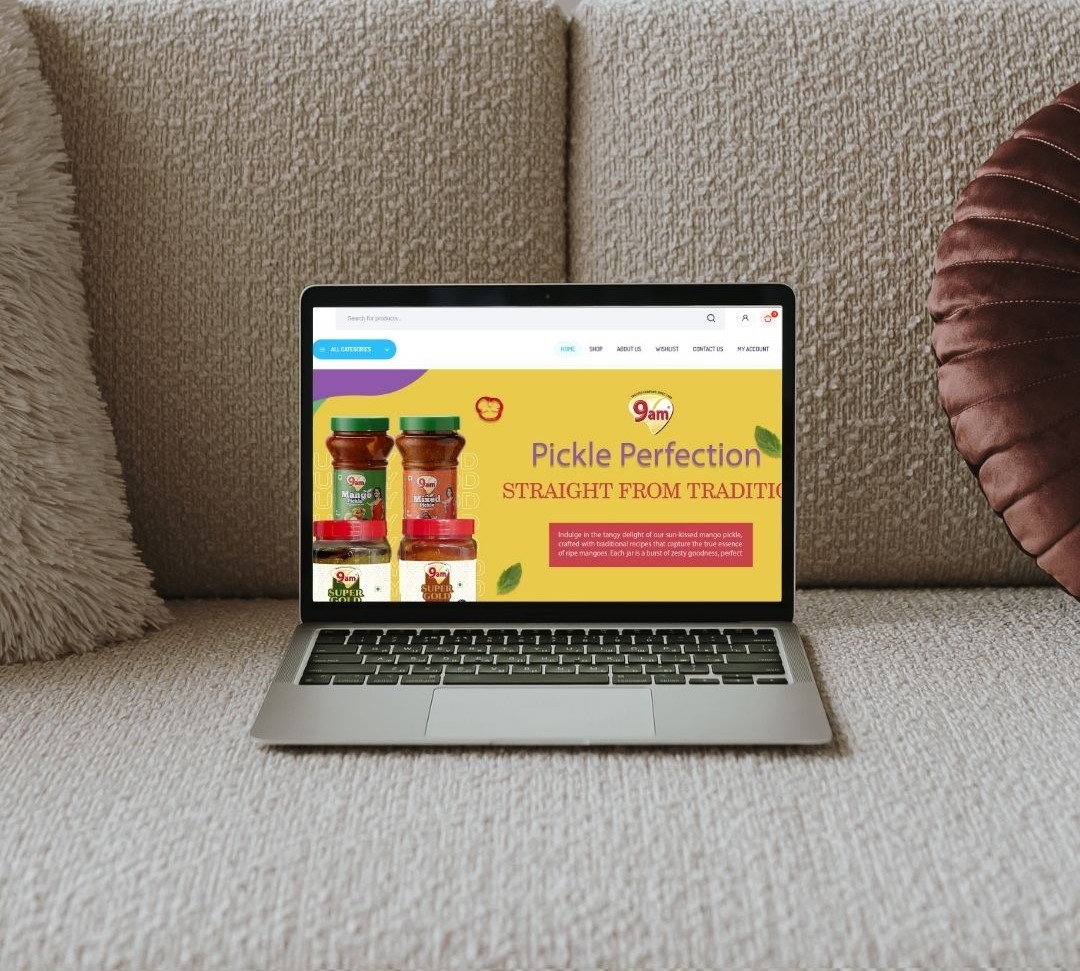 Search for products...
0
ALL CATEGORIES
HOME SHOP ABOUT US WISHLIST CONTACT US MY ACCOUNT
9am
Pickle Perfection
STRAIGHT FROM TRADITIO
Indulge in the tangy delight of our sun-kissed mango pickle,
crafted with traditional recipes that capture the true essence
of ripe mangoes. Each jar is a burst of zesty goodness, perfect
9am
Mango
Pickle
9am
Mixed
Pickle
9am
SUPER
GOLD
9am
SUPER
GOLD